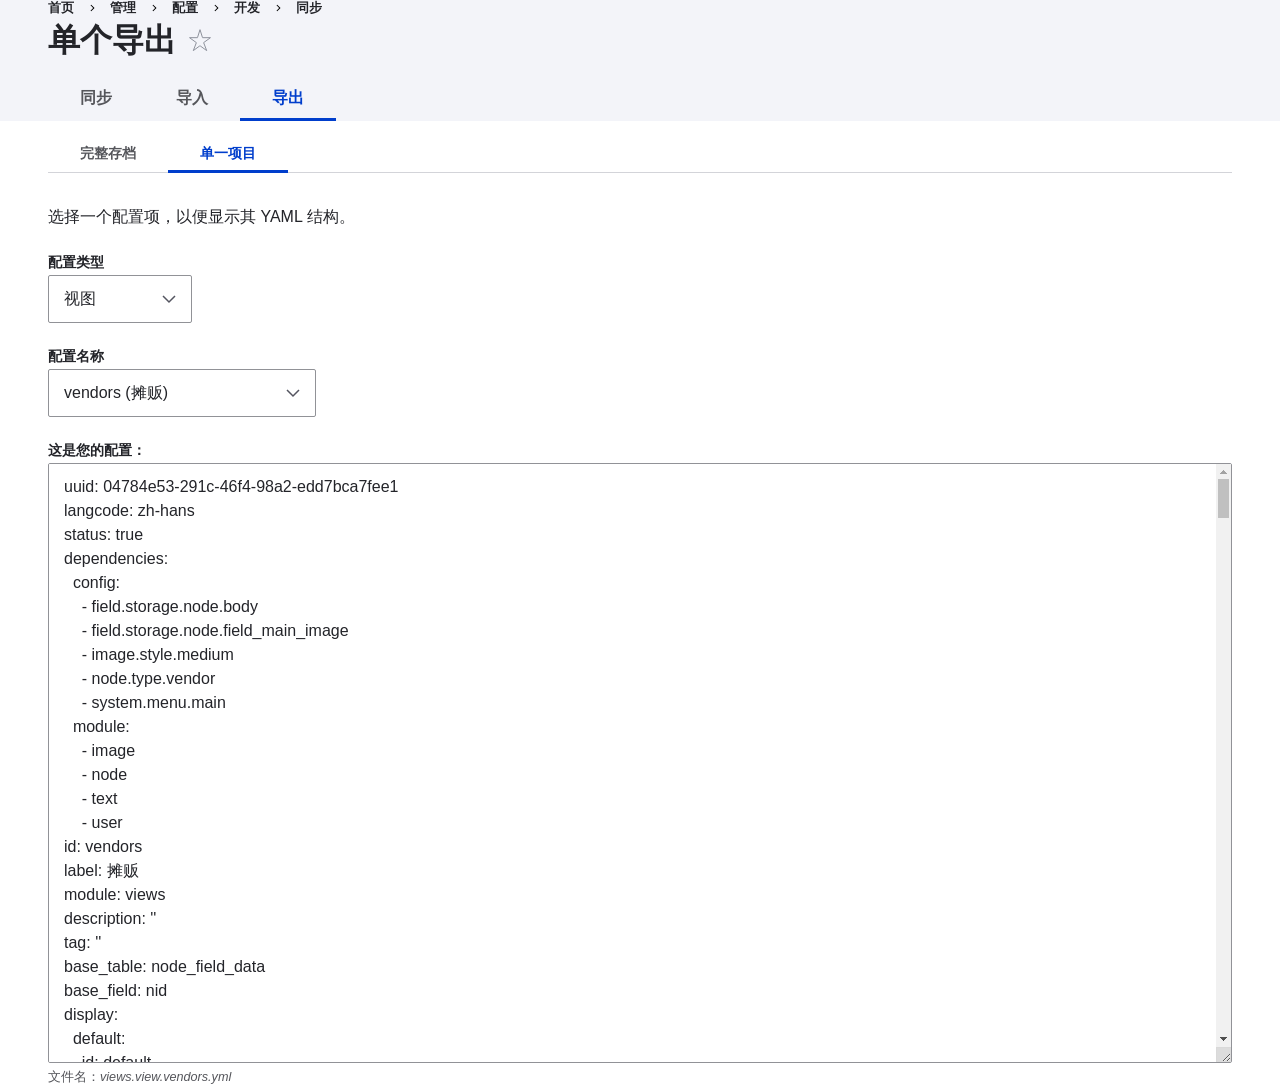 首页 › 管理 › 配置 › 开发 › 同步
单个导出
同步 导入 导出
完整存档 单一项目
选择一个配置项，以便显示其 YAML 结构。
配置类型
视图
配置名称
vendors (摊贩)
这是您的配置：
uuid: 04784e53-291c-46f4-98a2-edd7bca7fee1
langcode: zh-hans
status: true
dependencies:
  config:
    - field.storage.node.body
    - field.storage.node.field_main_image
    - image.style.medium
    - node.type.vendor
    - system.menu.main
  module:
    - image
    - node
    - text
    - user
id: vendors
label: 摊贩
module: views
description: ''
tag: ''
base_table: node_field_data
base_field: nid
display:
  default:
    id: default
文件名：views.view.vendors.yml